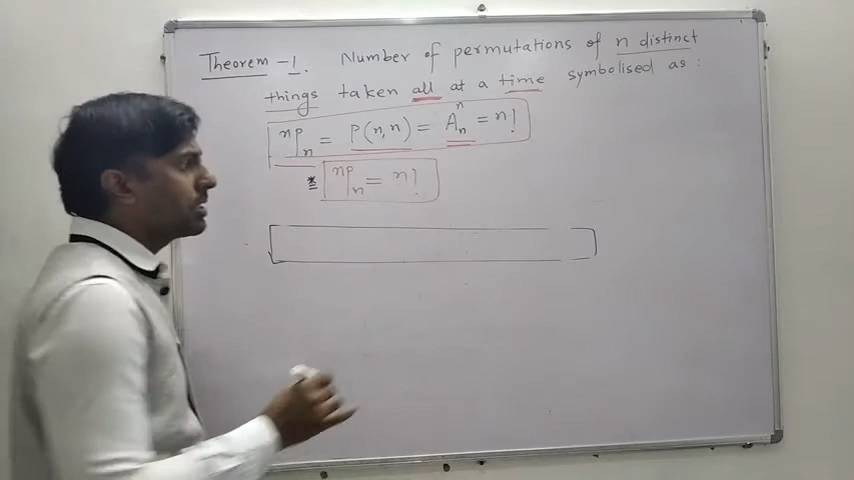 Theorem -1. Number of permutations of n distinct
things taken all at a time symbolised as :
ⁿPₙ = P(n,n) = Aₙⁿ = n!
* ⁿPₙ = n!